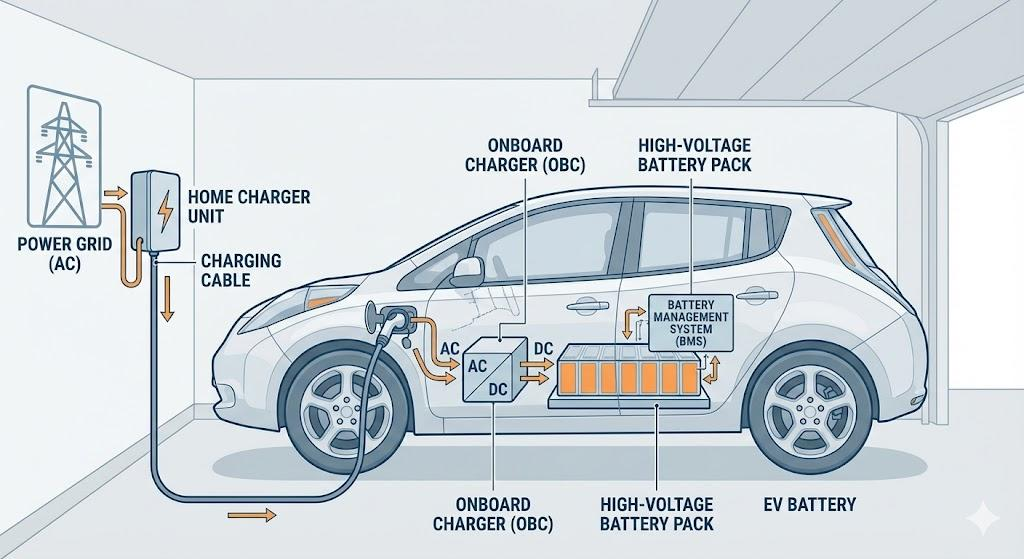 ONBOARD
CHARGER (OBC)
HIGH-VOLTAGE
BATTERY PACK
HOME CHARGER
UNIT
POWER GRID
(AC)
CHARGING
CABLE
BATTERY
MANAGEMENT
SYSTEM
(BMS)
AC
AC
DC
DC
ONBOARD
CHARGER (OBC)
HIGH-VOLTAGE
BATTERY PACK
EV BATTERY